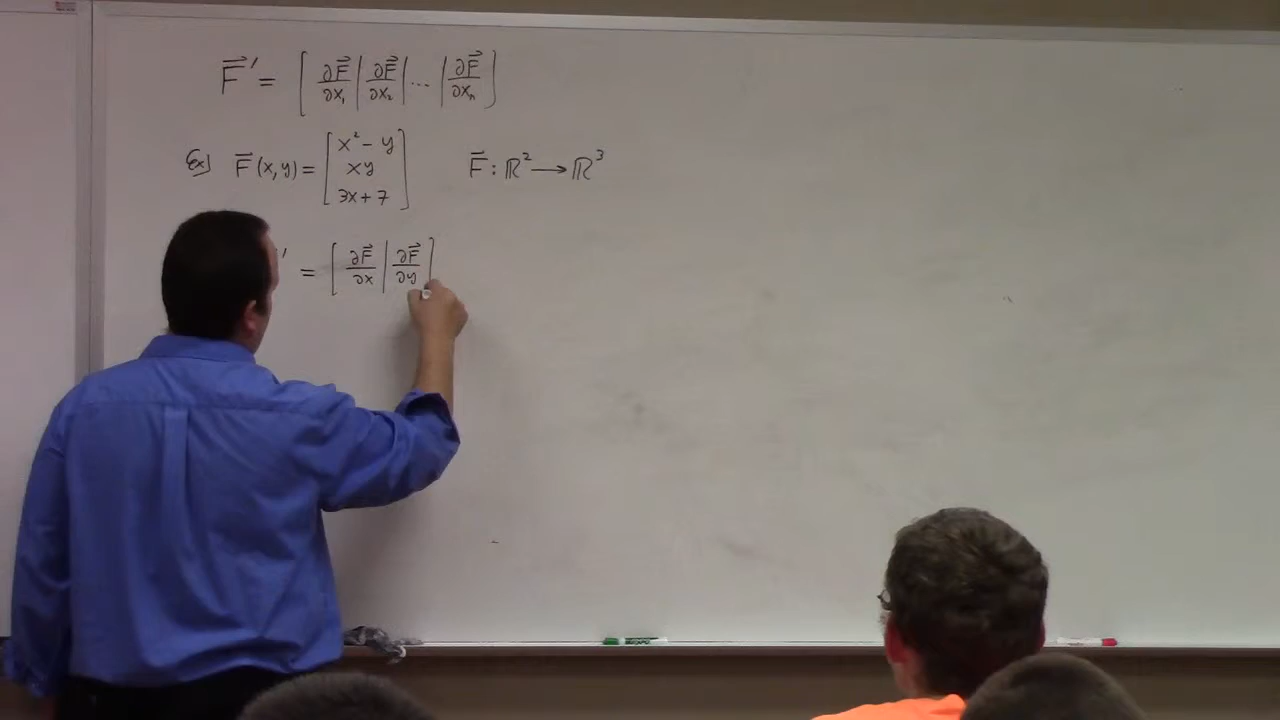 F⃗' = [ ∂F⃗/∂x₁ | ∂F⃗/∂x₂ | ... | ∂F⃗/∂xₙ ]
Ex) F⃗(x,y) = [ x² - y
xy
3x + 7 ] F⃗ : ℝ² ⟶ ℝ³
' = [ ∂F⃗/∂x | ∂F⃗/∂y ]